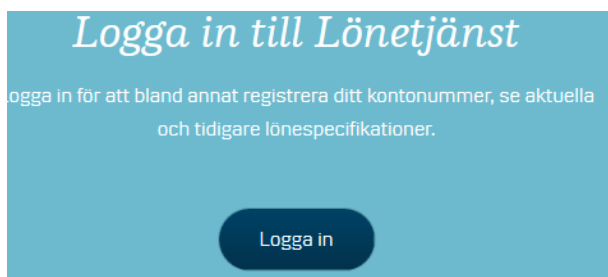 Logga in till Lönetjänst
ogga in för att bland annat registrera ditt kontonummer, se aktuella
och tidigare lönespecifikationer.
Logga in